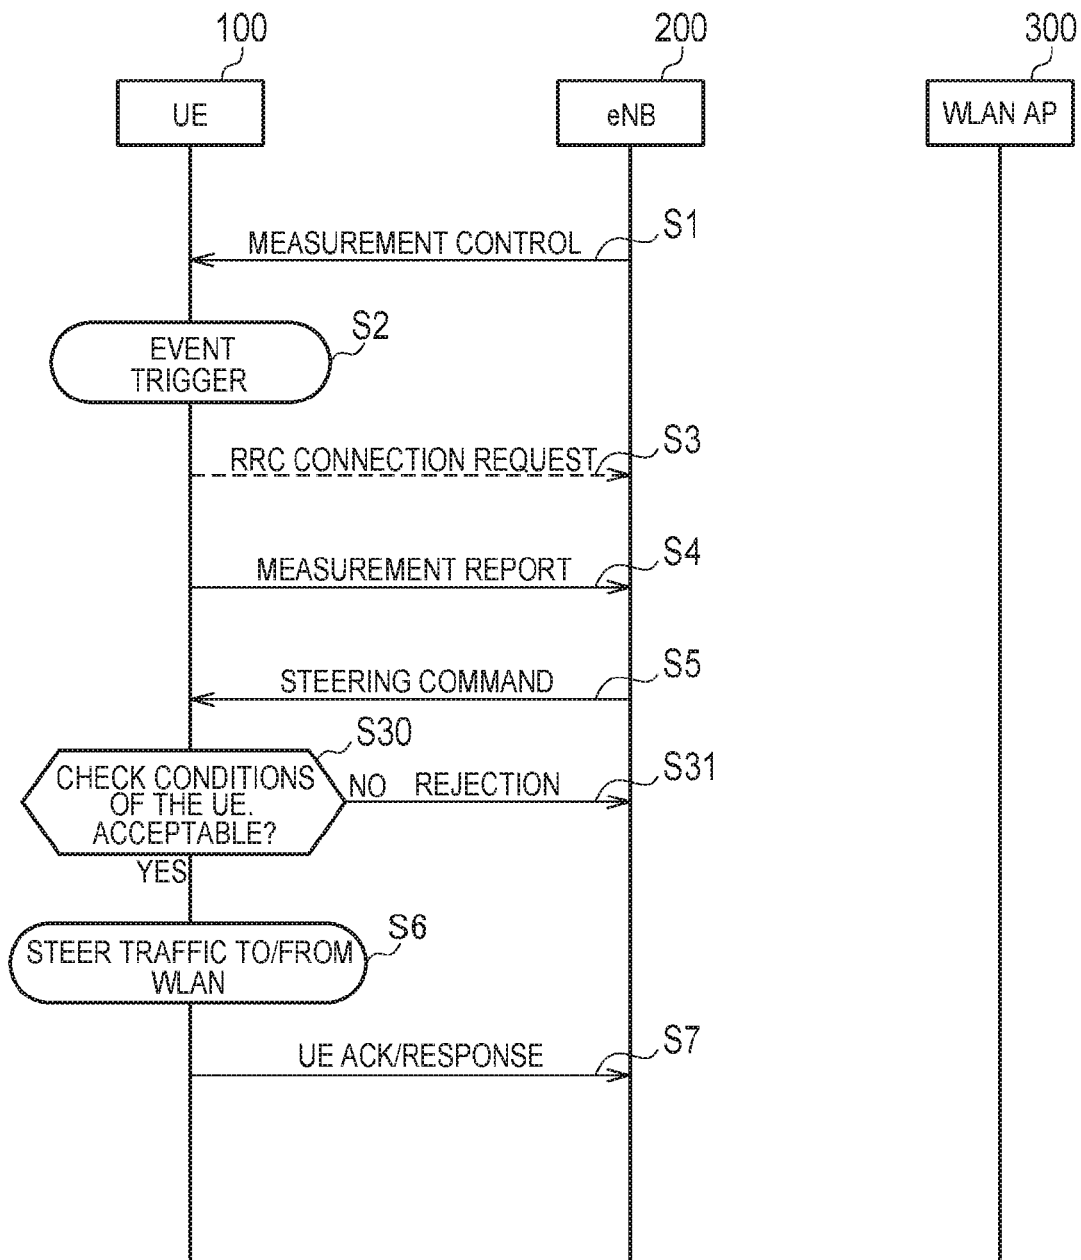 100
200
300
UE
eNB
WLAN AP
S1
MEASUREMENT CONTROL
S2
EVENT
TRIGGER
S3
RRC CONNECTION REQUEST
S4
MEASUREMENT REPORT
S5
STEERING COMMAND
S30
CHECK CONDITIONS
OF THE UE.
ACCEPTABLE?
NO REJECTION
S31
YES
S6
STEER TRAFFIC TO/FROM
WLAN
S7
UE ACK/RESPONSE